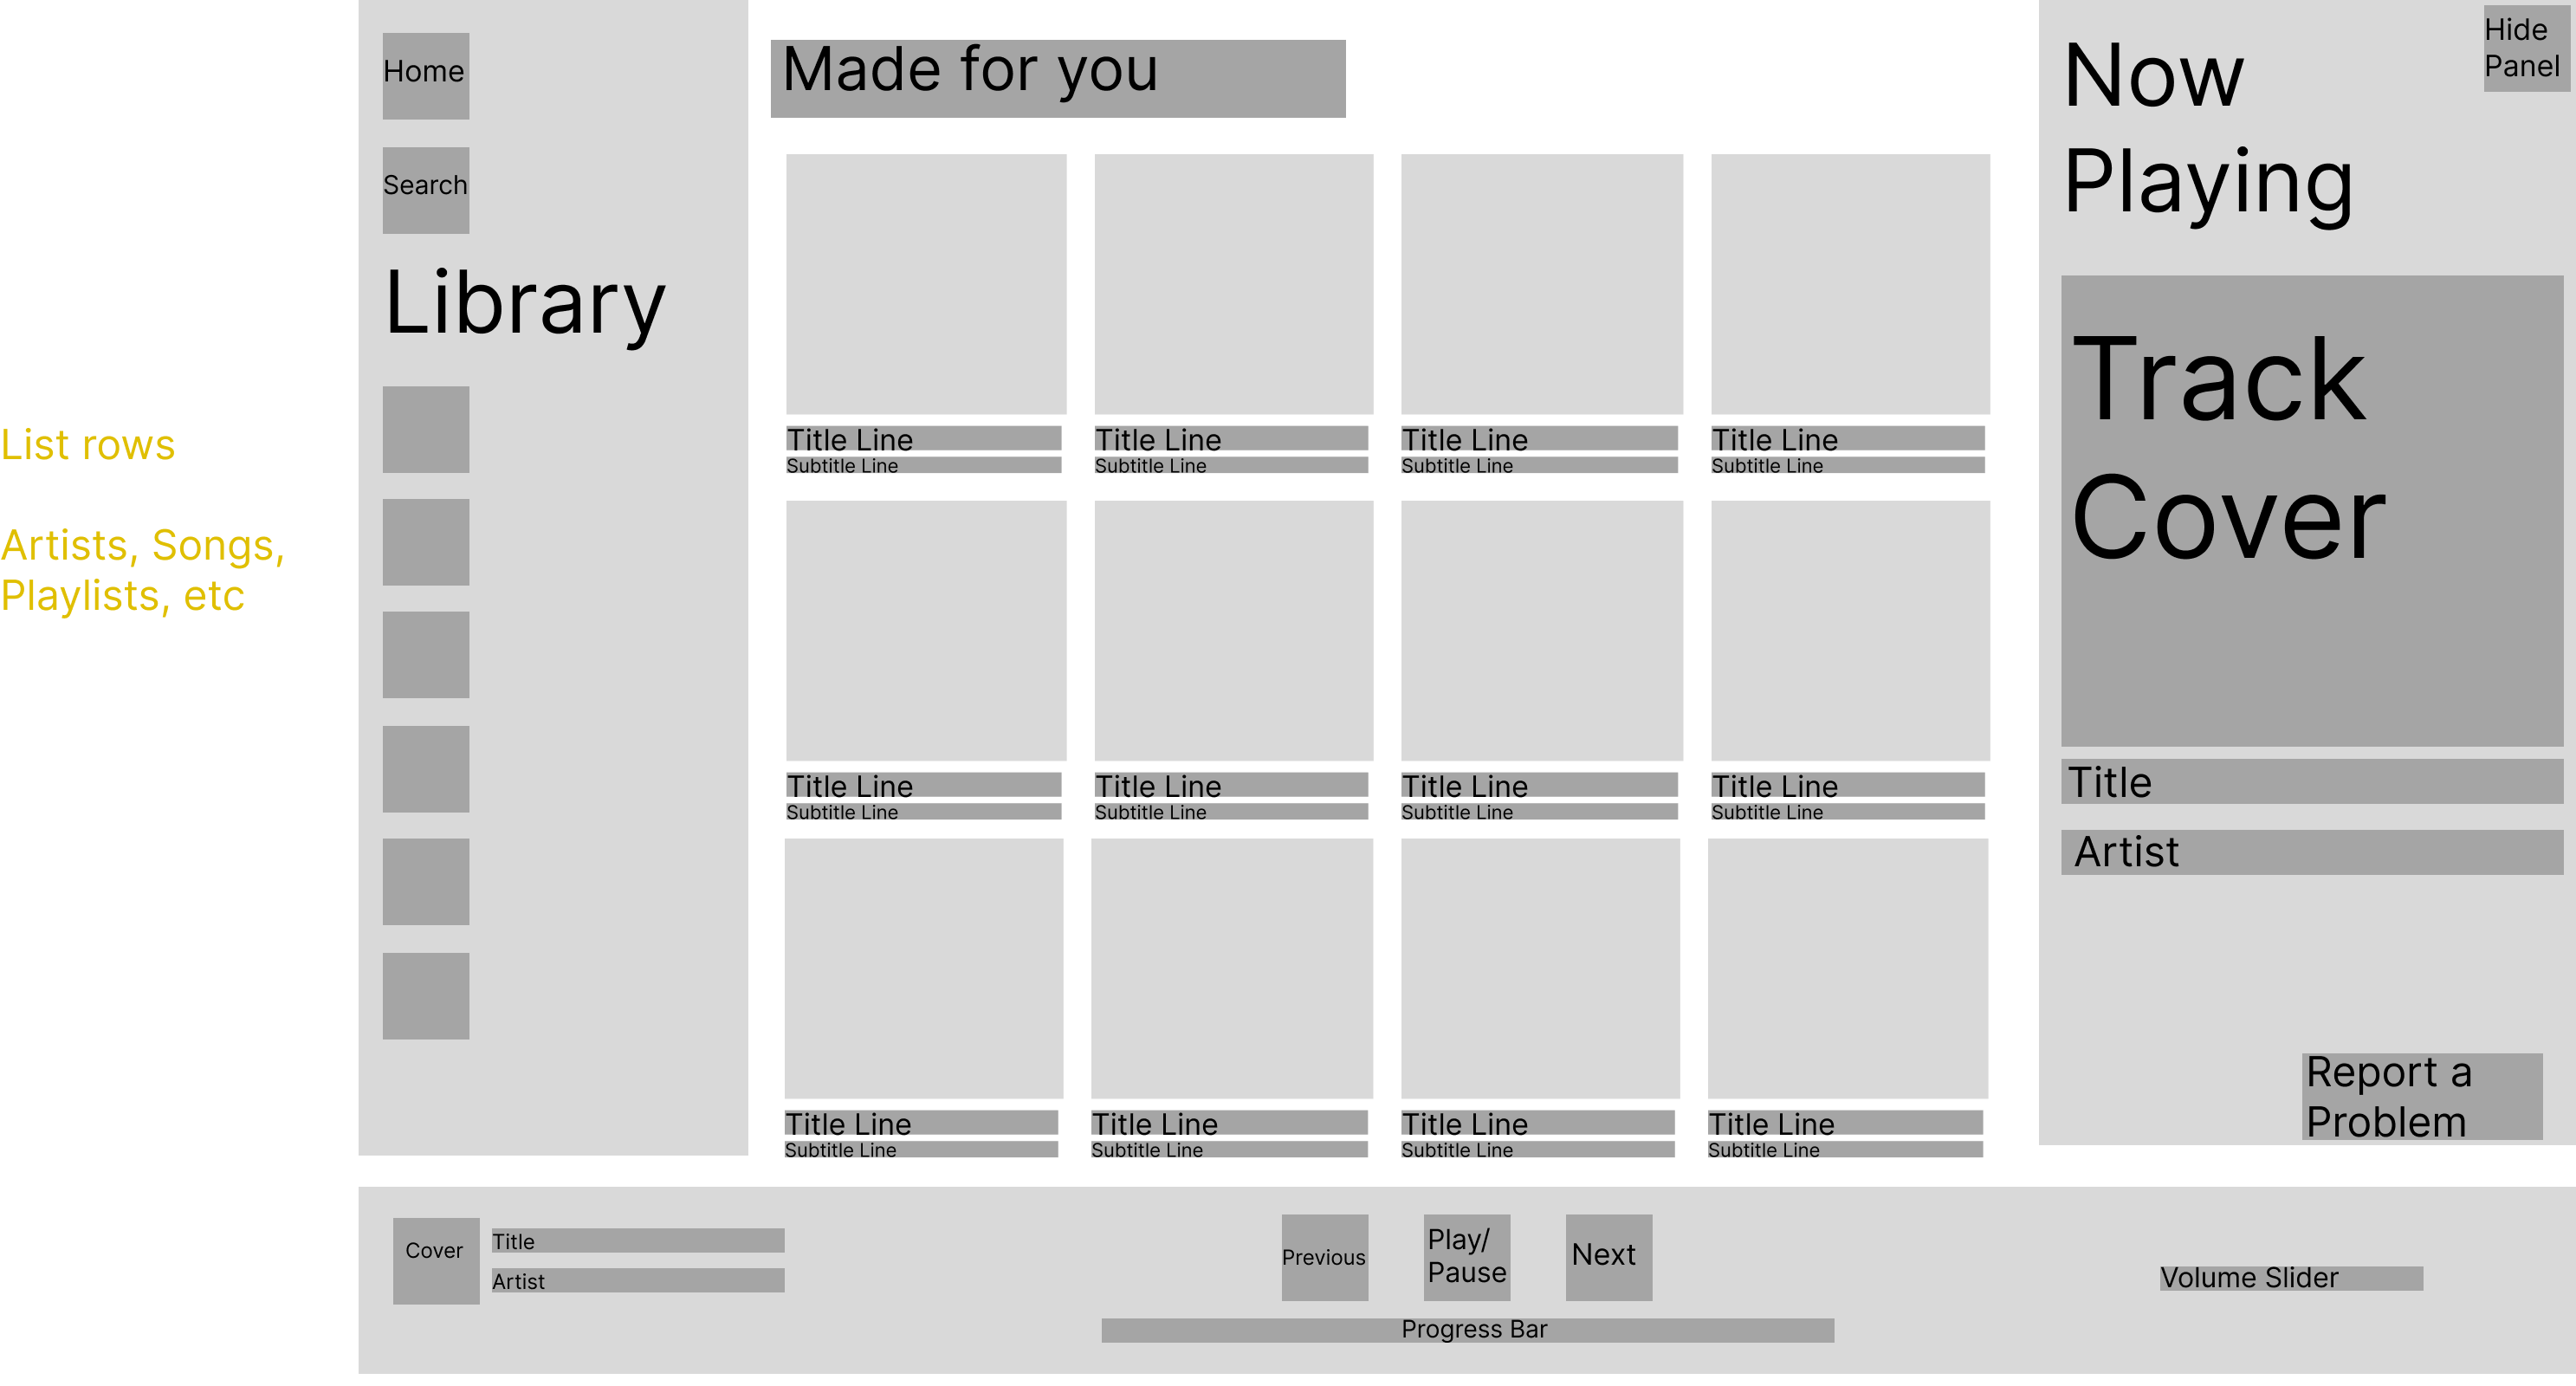 List rows
Artists, Songs,
Playlists, etc
Home
Search
Library
Made for you
Title Line
Subtitle Line
Title Line
Subtitle Line
Title Line
Subtitle Line
Title Line
Subtitle Line
Title Line
Subtitle Line
Title Line
Subtitle Line
Title Line
Subtitle Line
Title Line
Subtitle Line
Title Line
Subtitle Line
Title Line
Subtitle Line
Title Line
Subtitle Line
Title Line
Subtitle Line
Now
Playing
Hide
Panel
Track
Cover
Title
Artist
Report a
Problem
Cover
Title
Artist
Previous
Play/
Pause
Next
Progress Bar
Volume Slider